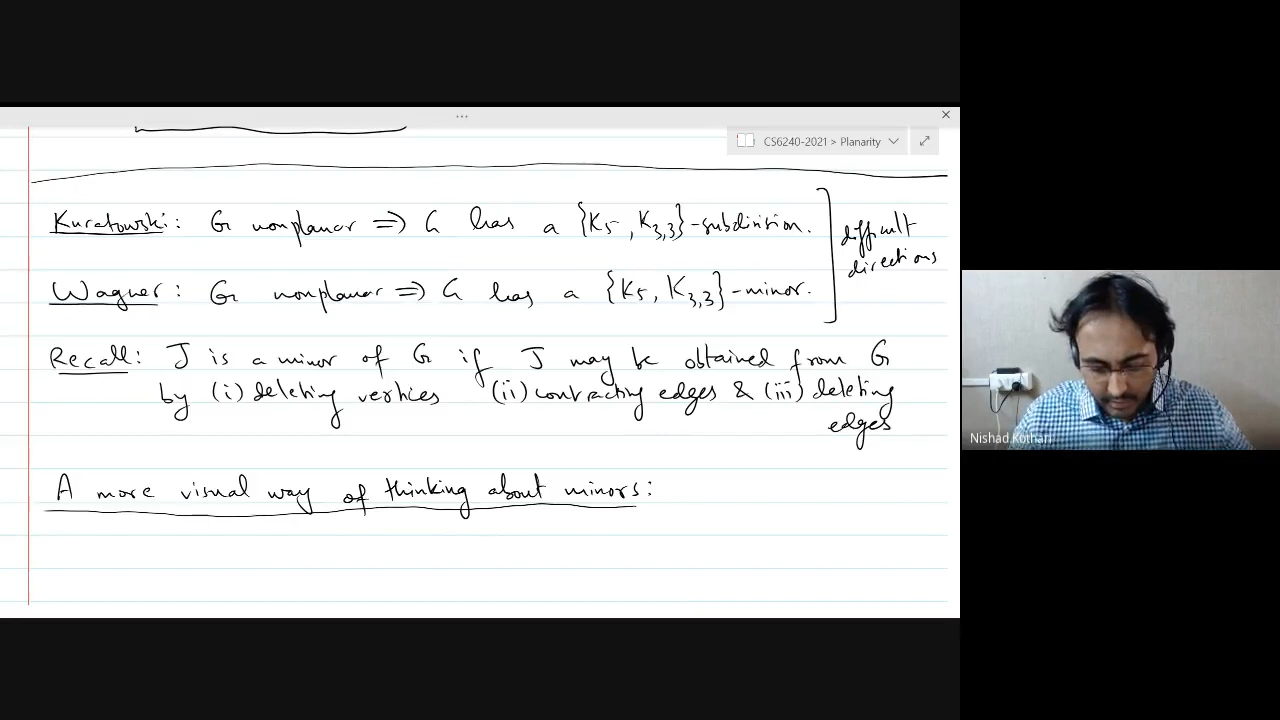 CS6240-2021 > Planarity
Kuratowski: G nonplanar => G has a {K5, K3,3}-subdivision.
difficult
directions
Wagner: G nonplanar => G has a {K5, K3,3}-minor.
Recall: J is a minor of G if J may be obtained from G
by (i) deleting vertices (ii) contracting edges & (iii) deleting
edges
A more visual way of thinking about minors:
Nishad Kothari